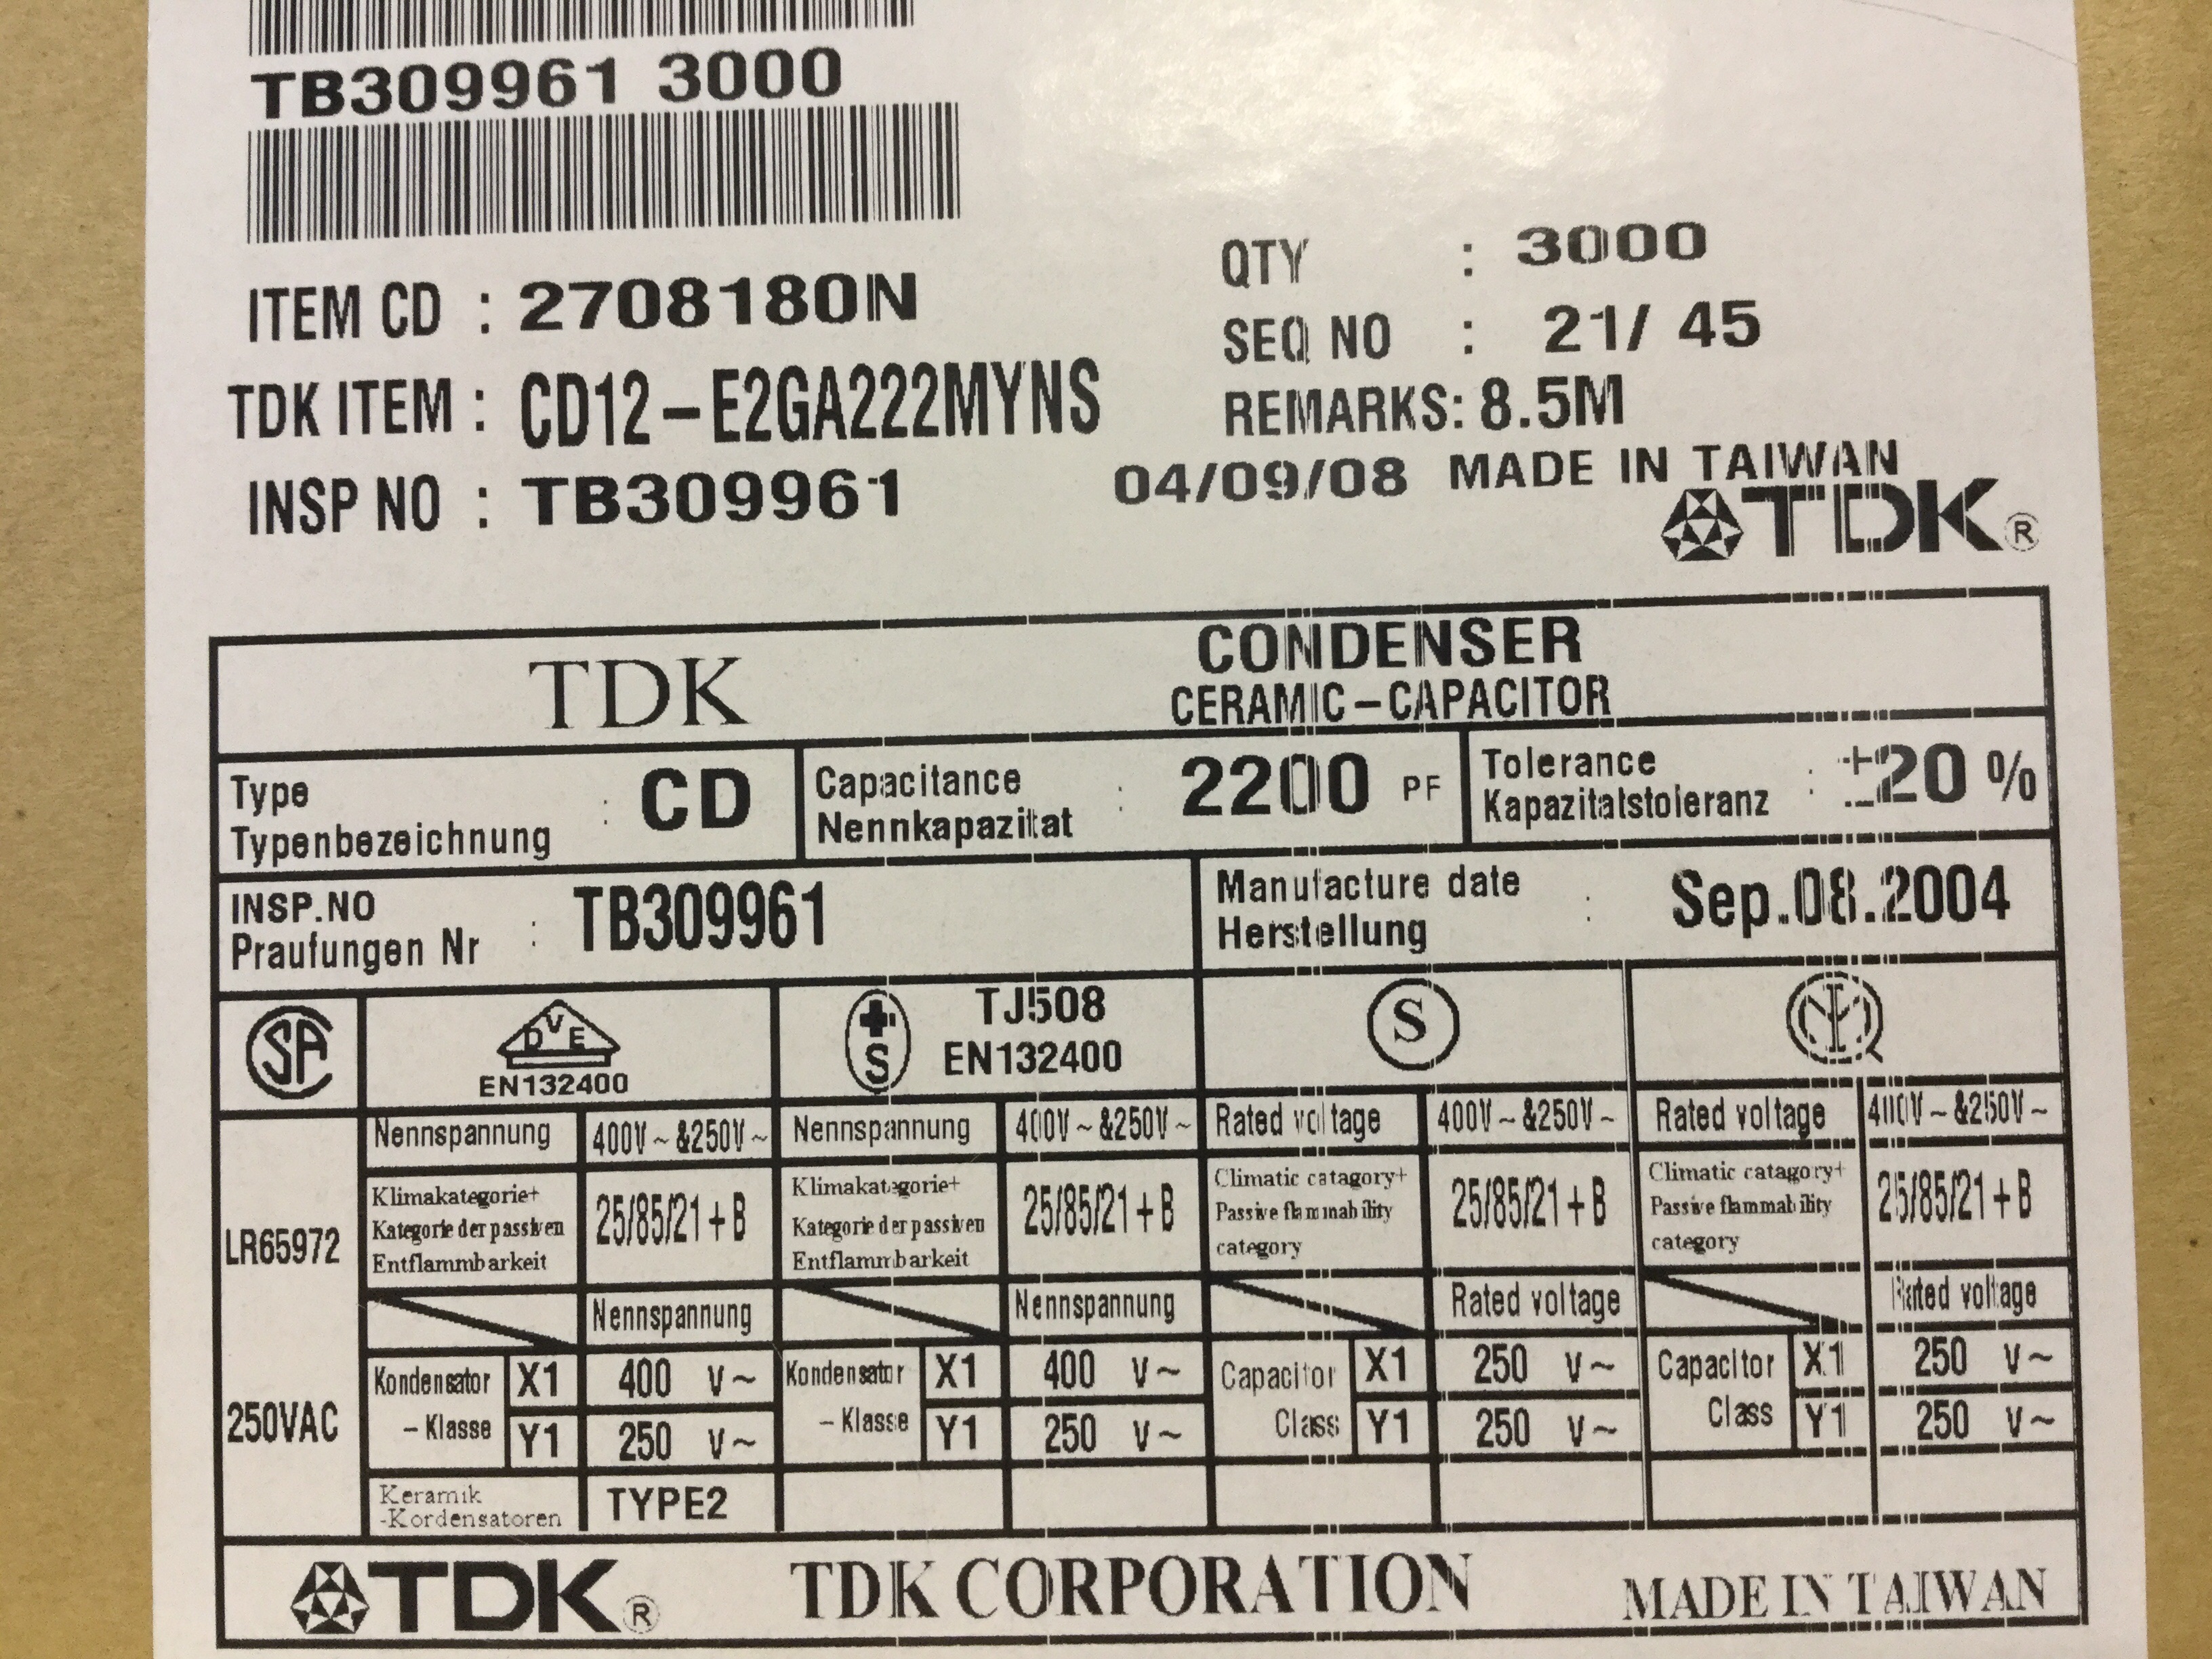 TB309961 3000
ITEM CD : 2708180N
QTY : 3000
SEQ NO : 21/ 45
TDK ITEM : CD12-E2GA222MYNS
REMARKS: 8.5M
INSP NO : TB309961
04/09/08 MADE IN TAIWAN
TDK®
TDK
CONDENSER
CERAMIC-CAPACITOR
Type
Typenbezeichnung : CD
Capacitance
Nennkapazitat : 2200 PF
Tolerance
Kapazitatstoleranz : ±20 %
INSP.NO
Praufungen Nr : TB309961
Manufacture date
Herstellung : Sep.08.2004
SA
DVE
EN132400
+S
TJ508
EN132400
S
LR65972
250VAC
Nennspannung 400V~&250V~
Klimakategorie+
Kategorie der passiven
Entflammbarkeit
25/85/21+B
Nennspannung
Kondensator
-Klasse
X1 400 V~
Y1 250 V~
Keramik
-Kordensatoren
TYPE2
Nennspannung 400V~&250V~
Klimakategorie+
Kategorie der passiven
Entflammbarkeit
25/85/21+B
Nennspannung
Kondensator
-Klasse
X1 400 V~
Y1 250 V~
Rated voltage 400V~&250V~
Climatic catagory+
Passive flammability
category
25/85/21+B
Rated voltage
Capacitor
Class
X1 250 V~
Y1 250 V~
Rated voltage 400V~&250V~
Climatic catagory+
Passive flammability
category
25/85/21+B
Rated voltage
Capacitor
Class
X1 250 V~
Y1 250 V~
TDK® TDK CORPORATION MADE IN TAIWAN